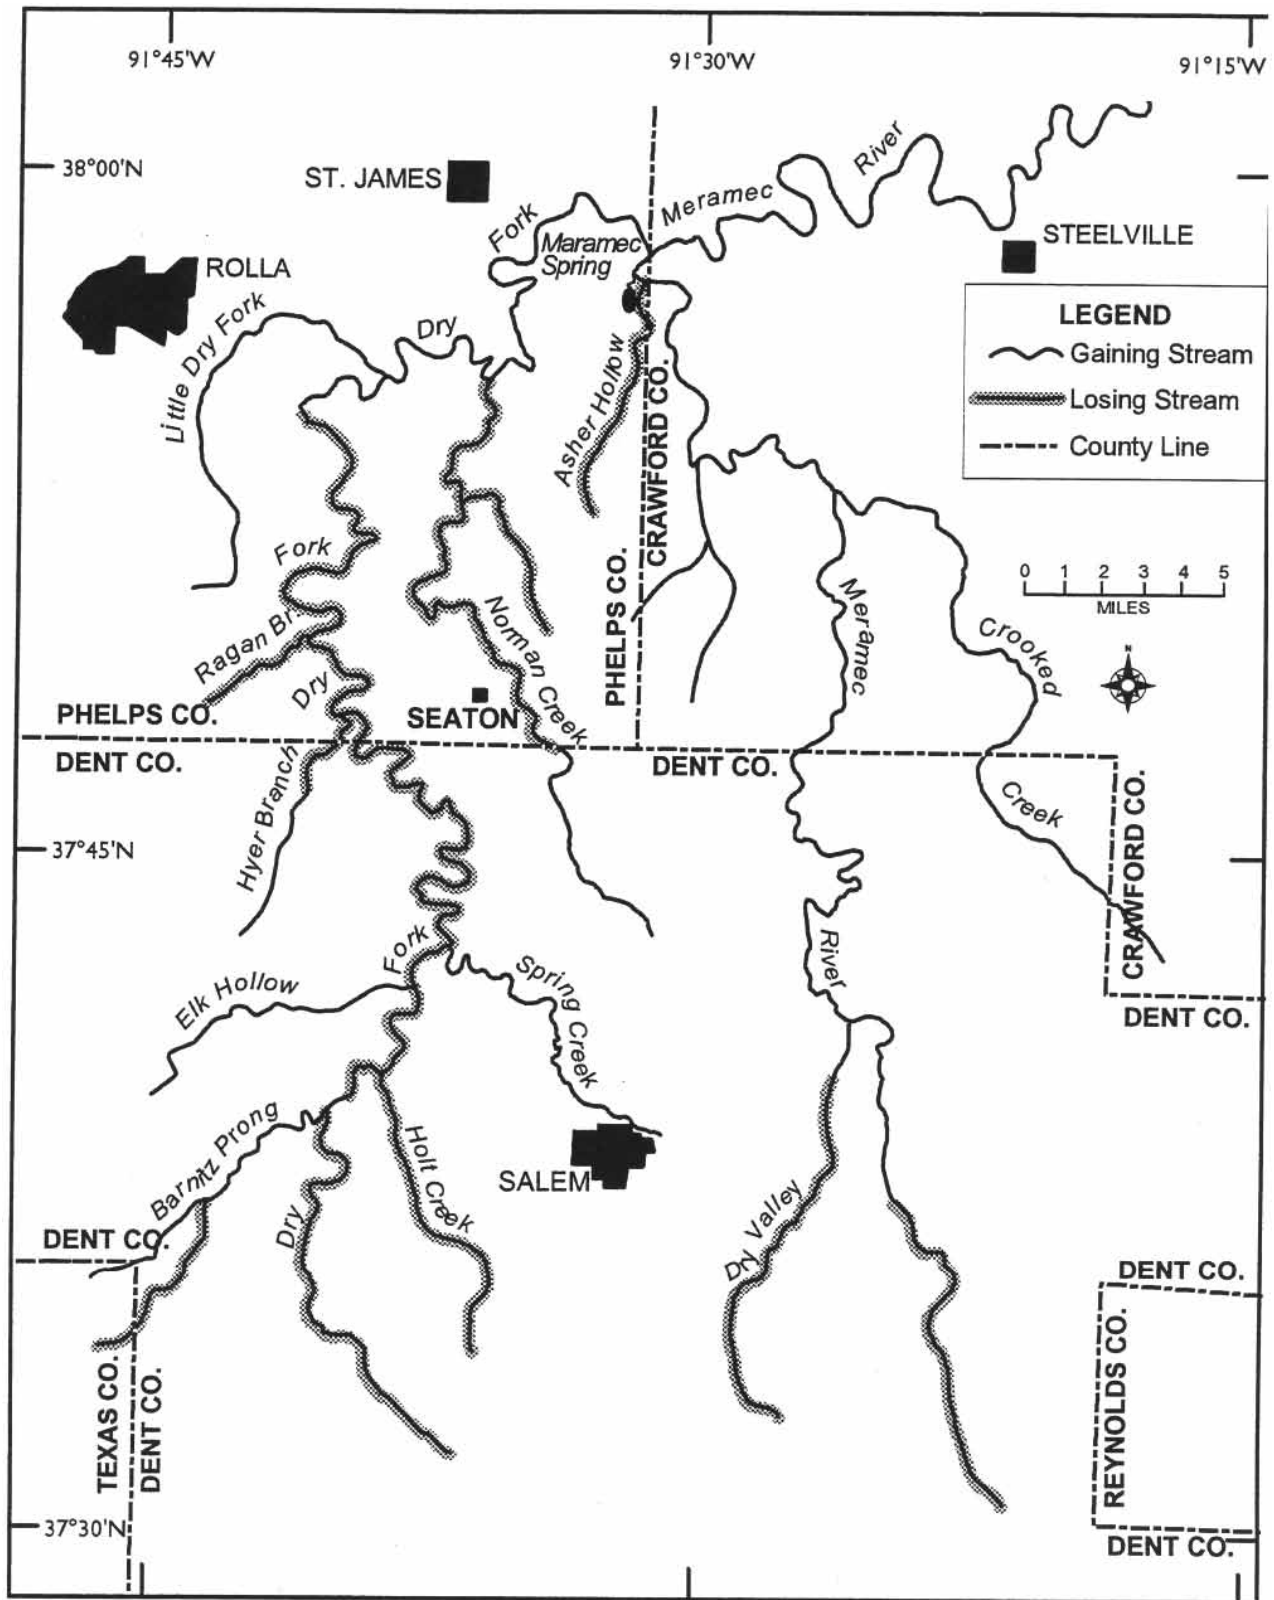 91°45'W
91°30'W
91°15'W
38°00'N
ST. JAMES
ROLLA
Fork
Maramec
Spring
Meramec
River
STEELVILLE
LEGEND
Gaining Stream
Losing Stream
County Line
Little Dry Fork
Dry
Asher Hollow
CRAWFORD CO.
PHELPS CO.
0 1 2 3 4 5
MILES
N
Fork
Ragan Br.
Dry
Norman Creek
Meramec
Crooked
PHELPS CO.
SEATON
DENT CO.
DENT CO.
Hyer Branch
Creek
CRAWFORD CO.
37°45'N
Fork
Elk Hollow
Spring Creek
River
DENT CO.
Barnitz Prong
Holt Creek
SALEM
Dry
Dry Valley
DENT CO.
DENT CO.
TEXAS CO.
DENT CO.
REYNOLDS CO.
37°30'N
DENT CO.